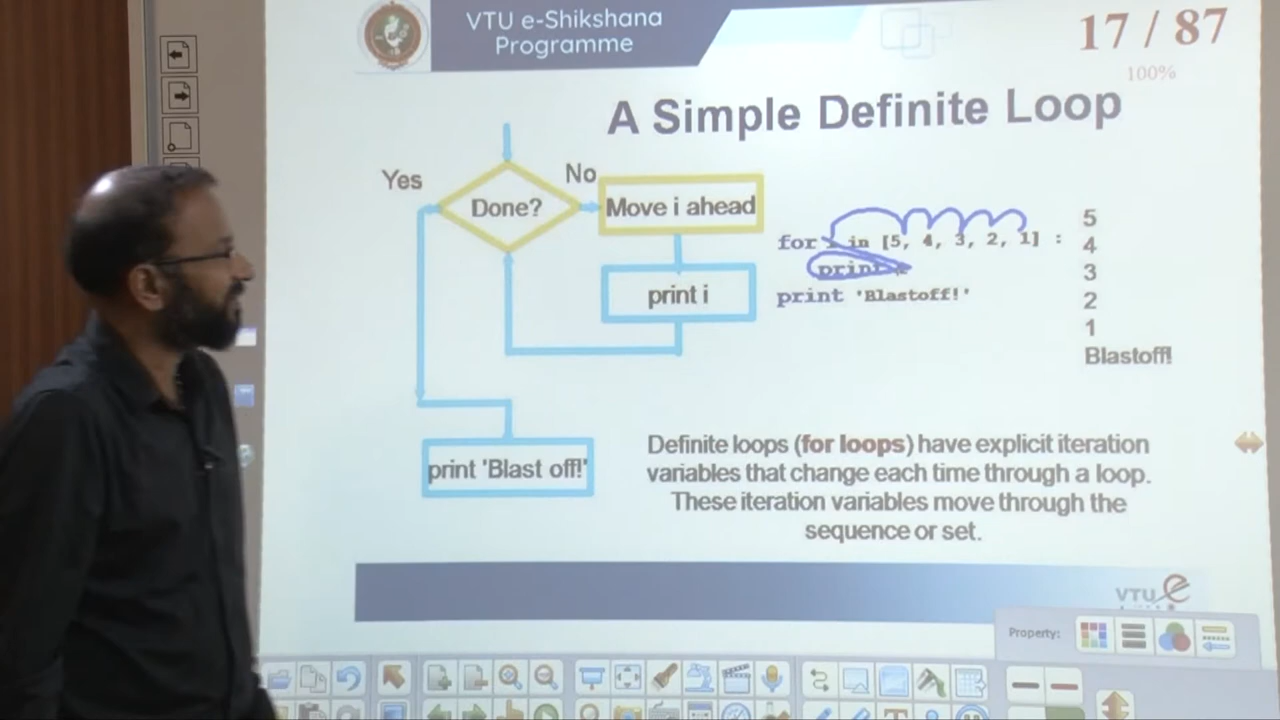 VTU e-Shikshana
Programme
17 / 87
100%
A Simple Definite Loop
Yes
No
Done?
Move i ahead
print i
print 'Blast off!'
for i in [5, 4, 3, 2, 1] :
print i
print 'Blastoff!'
5
4
3
2
1
Blastoff!
Definite loops (for loops) have explicit iteration
variables that change each time through a loop.
These iteration variables move through the
sequence or set.
VTU e
Property: